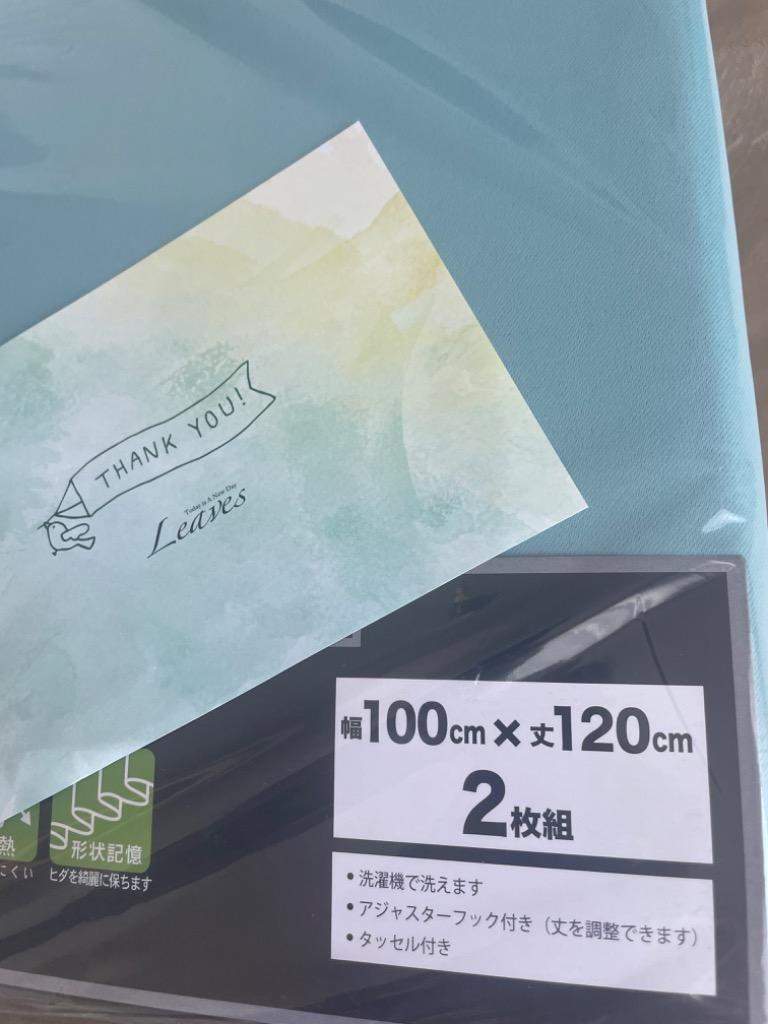 THANK YOU!
Today is A New Day
Leaves
幅100cm×丈120cm
2枚組
熱
にくい
形状記憶
ヒダを綺麗に保ちます
•洗濯機で洗えます
•アジャスターフック付き（丈を調整できます）
•タッセル付き